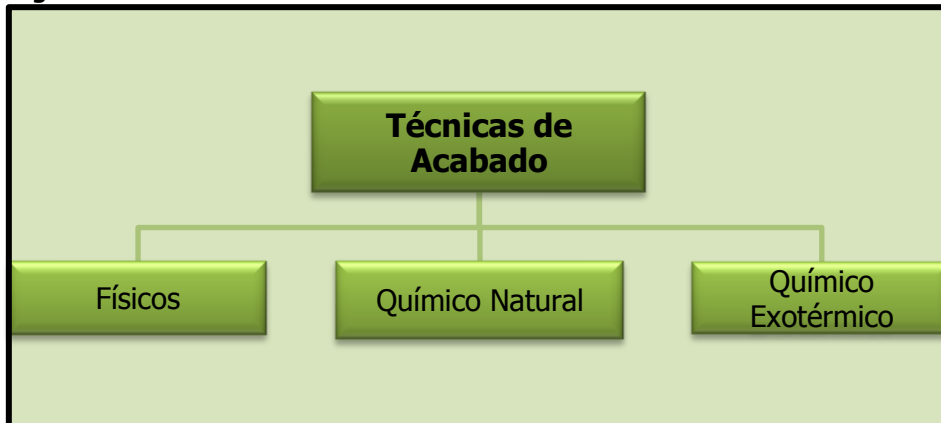 Técnicas de
Acabado
Físicos
Químico Natural
Químico
Exotérmico